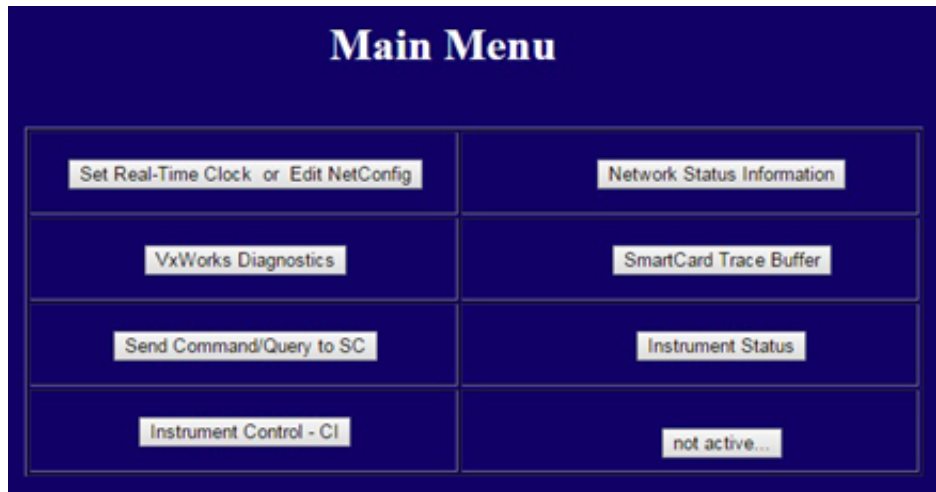 Main Menu
Set Real-Time Clock or Edit NetConfig
Network Status Information
VxWorks Diagnostics
SmartCard Trace Buffer
Send Command/Query to SC
Instrument Status
Instrument Control - CI
not active...